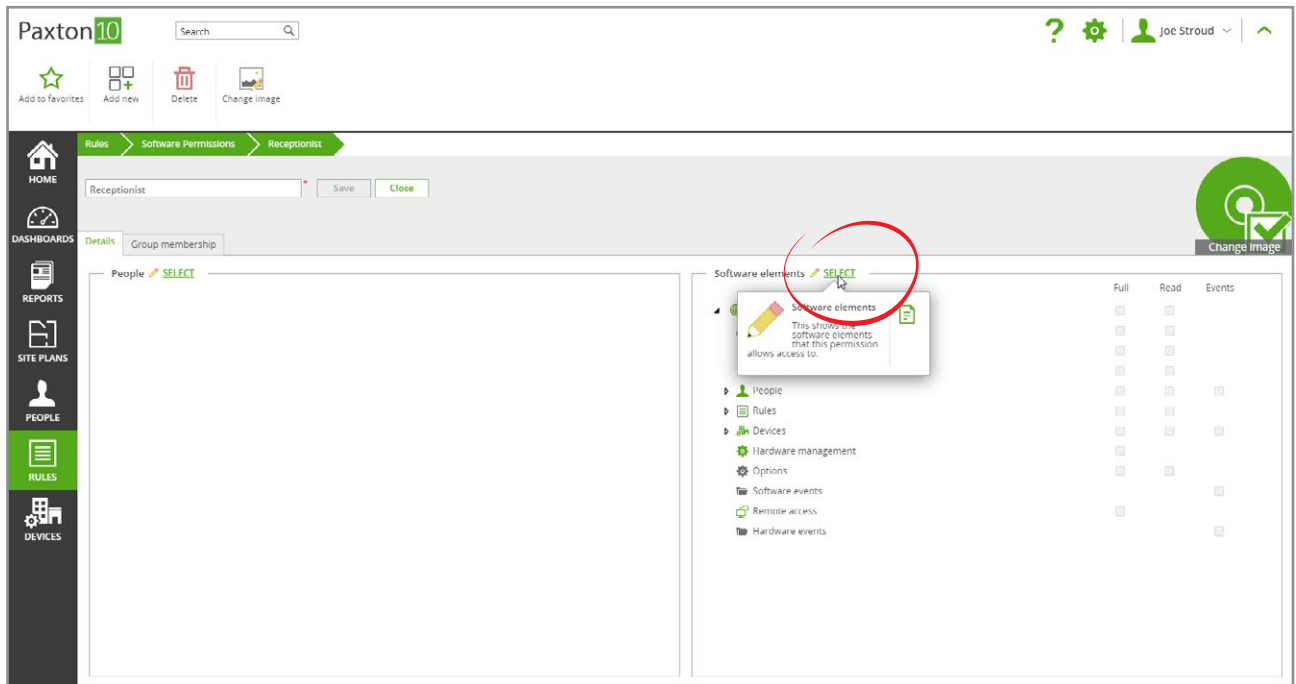 Paxton 10
Search
Joe Stroud
Add to favorites
Add new
Delete
Change image
Rules
Software Permissions
Receptionist
HOME
DASHBOARDS
REPORTS
SITE PLANS
PEOPLE
RULES
DEVICES
Receptionist
*
Save
Close
Change image
Details
Group membership
People SELECT
Software elements SELECT
Full Read Events
Software elements
This shows the
software elements
that this permission
allows access to.
People
Rules
Devices
Hardware management
Options
Software events
Remote access
Hardware events